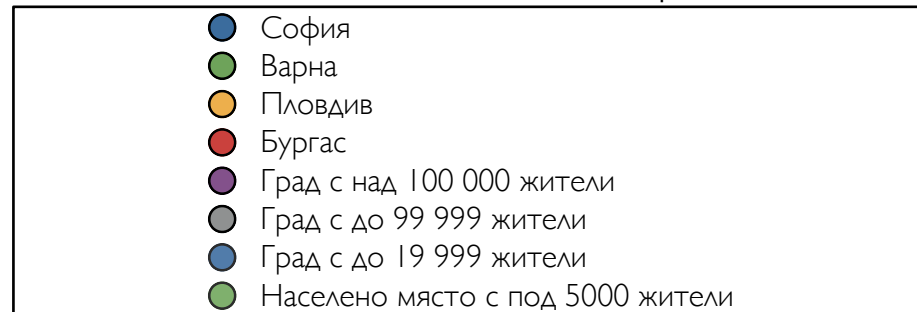 София
Варна
Пловдив
Бургас
Град с над 100 000 жители
Град с до 99 999 жители
Град с до 19 999 жители
Населено място с под 5000 жители